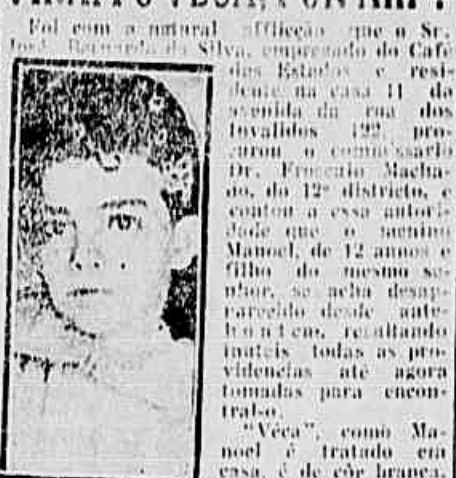 Foi com a natural afflicção que o Sr.
José Bernardo da Silva, empregado do Café
dos Estados e resi-
dente na casa 11 da
avenida da rua dos
Invalidos 122, pro-
curou o commissario
Dr. Macha-
do, do 12º districto, e
contou a essa autori-
dade que o menino
Manoel, de 12 annos e
filho do mesmo se-
nhor, se acha desap-
parecido desde ante-
hontem, resultando
inuteis todas as pro-
videncias até agora
tomadas para encon-
tral-o.
"Véca", como Ma-
noel é tratado em
casa, é de côr branca,